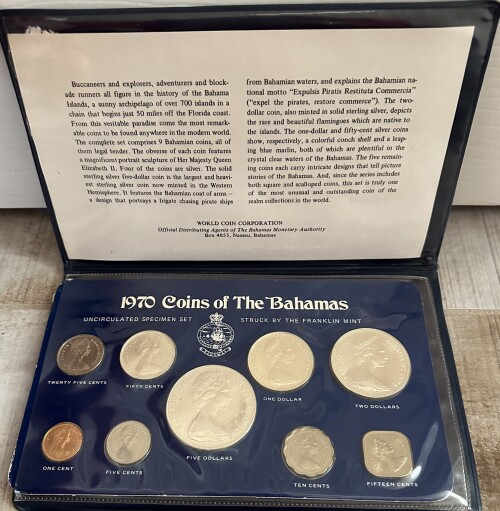 Buccaneers and explorers, adventurers and block-
ade runners all figure in the history of the Bahama
Islands, a sunny archipelago of over 700 islands in a
chain that begins just 50 miles off the Florida coast.
From this veritable paradise come the most remark-
able coins to be found anywhere in the modern world.
The complete set comprises 9 Bahamian coins, all of
them legal tender. The obverse of each coin features
a magnificent portrait sculpture of Her Majesty Queen
Elizabeth II. Four of the coins are silver. The solid
sterling silver five-dollar coin is the largest and heavi-
est sterling silver coin now minted in the Western
Hemisphere. It features the Bahamian coat of arms—
a design that portrays a frigate chasing pirate ships
from Bahamian waters, and explains the Bahamian na-
tional motto "Expulsis Piratis Restituta Commercia"
("expel the pirates, restore commerce"). The two-
dollar coin, also minted in solid sterling silver, depicts
the rare and beautiful flamingoes which are native to
the islands. The one-dollar and fifty-cent silver coins
show, respectively, a colorful conch shell and a leap-
ing blue marlin, both of which are plentiful in the
crystal clear waters of the Bahamas. The five remain-
ing coins each carry intricate designs that tell picture
stories of the Bahamas. And, since the series includes
both square and scalloped coins, this set is truly one
of the most unusual and outstanding coin of the
realm collections in the world.
WORLD COIN CORPORATION
Official Distributing Agents of The Bahamas Monetary Authority
Box 4853, Nassau, Bahamas
1970 Coins of The Bahamas
UNCIRCULATED SPECIMEN SET
STRUCK BY THE FRANKLIN MINT
TWENTY FIVE CENTS
FIFTY CENTS
ONE DOLLAR
TWO DOLLARS
FIVE DOLLARS
ONE CENT
FIVE CENTS
TEN CENTS
FIFTEEN CENTS